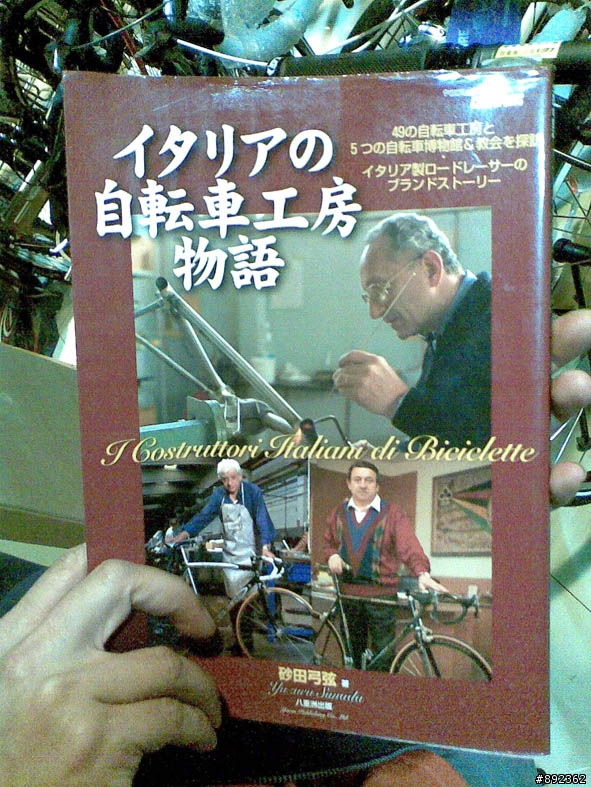 49の自転車工房と
5つの自転車博物館&教会を探訪
イタリア製ロードレーサーの
ブランドストーリー
イタリアの
自転車工房
物語
I Costruttori Italiani di Biciclette
砂田弓弦 著
Yuzuru Sunada
八重洲出版
#892362